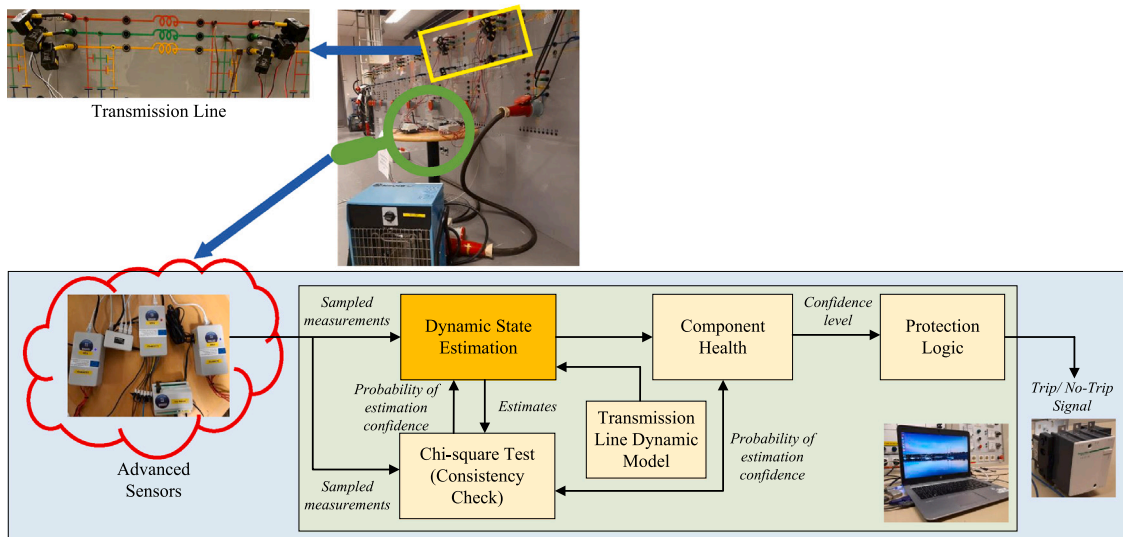 Transmission Line
Sampled
measurements
Dynamic State
Estimation
Component
Health
Confidence
level
Protection
Logic
Trip/ No-Trip
Signal
Probability of
estimation
confidence
Estimates
Transmission
Line Dynamic
Model
Probability of
estimation
confidence
Chi-square Test
(Consistency
Check)
Sampled
measurements
Advanced
Sensors